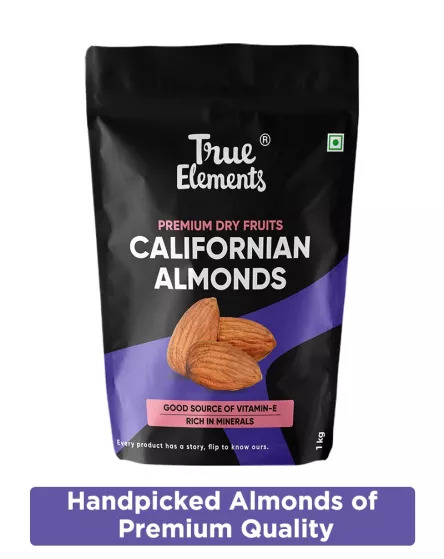 True ®
Elements
PREMIUM DRY FRUITS
CALIFORNIAN
ALMONDS
GOOD SOURCE OF VITAMIN-E
RICH IN MINERALS
Every product has a story, flip to know ours.
1 kg
Handpicked Almonds of
Premium Quality